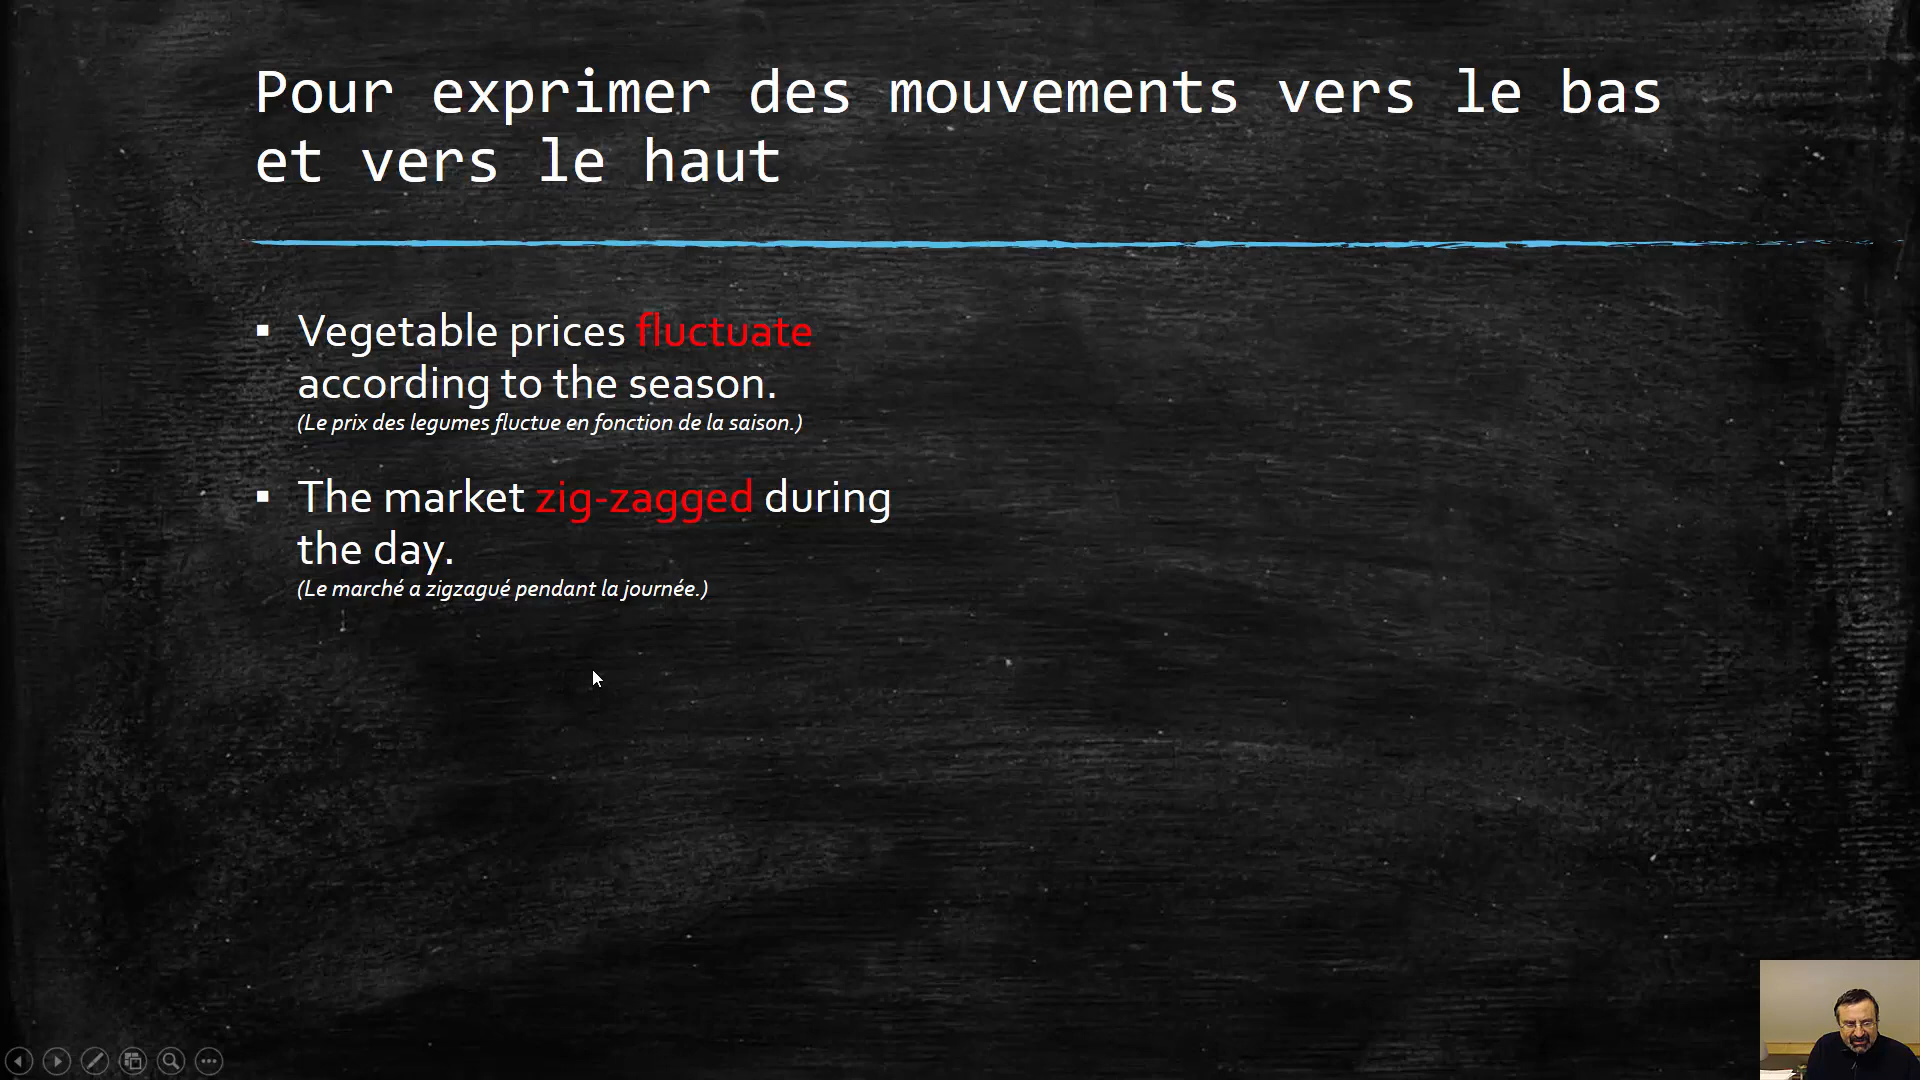 Pour exprimer des mouvements vers le bas
et vers le haut
▪ Vegetable prices fluctuate
according to the season.
(Le prix des legumes fluctue en fonction de la saison.)
▪ The market zig-zagged during
the day.
(Le marché a zigzagué pendant la journée.)